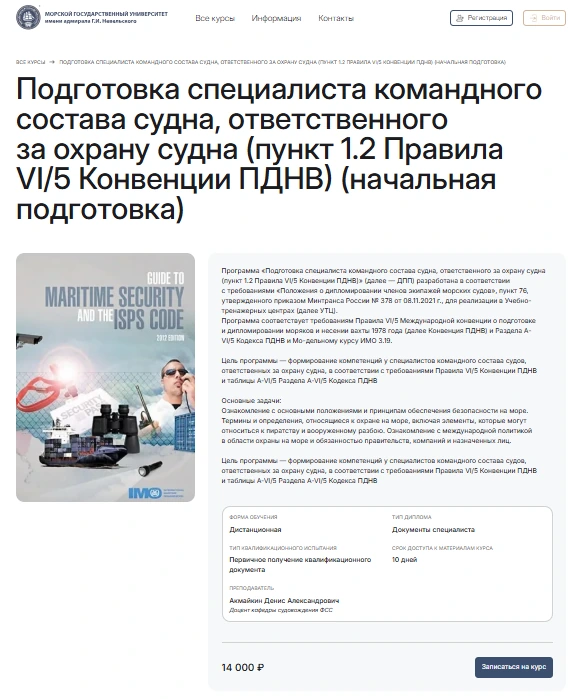 МОРСКОЙ ГОСУДАРСТВЕННЫЙ УНИВЕРСИТЕТ
имени адмирала Г.И. Невельского
Все курсы
Информация
Контакты
Регистрация
Войти
ВСЕ КУРСЫ → ПОДГОТОВКА СПЕЦИАЛИСТА КОМАНДНОГО СОСТАВА СУДНА, ОТВЕТСТВЕННОГО ЗА ОХРАНУ СУДНА (ПУНКТ 1.2 ПРАВИЛА VI/5 КОНВЕНЦИИ ПДНВ) (НАЧАЛЬНАЯ ПОДГОТОВКА)
Подготовка специалиста командного
состава судна, ответственного
за охрану судна (пункт 1.2 Правила
VI/5 Конвенции ПДНВ) (начальная
подготовка)
GUIDE TO
MARITIME SECURITY
AND THE ISPS CODE
2012 EDITION
IMO
Программа «Подготовка специалиста командного состава судна, ответственного за охрану судна
(пункт 1.2 Правила VI/5 Конвенции ПДНВ)» (далее — ДПП) разработана в соответствии
с требованиями «Положения о дипломировании членов экипажей морских судов», пункт 76,
утвержденного приказом Минтранса России № 378 от 08.11.2021 г., для реализации в Учебно-
тренажерных центрах (далее УТЦ).
Программа соответствует требованиям Правила VI/5 Международной конвенции о подготовке
и дипломировании моряков и несении вахты 1978 года (далее Конвенция ПДНВ) и Раздела А-
VI/5 Кодекса ПДНВ и Мо-дельному курсу ИМО 3.19.
Цель программы — формирование компетенций у специалистов командного состава судов,
ответственных за охрану судна, в соответствии с требованиями Правила VI/5 Конвенции ПДНВ
и таблицы A-VI/5 Раздела A-VI/5 Кодекса ПДНВ
Основные задачи:
Ознакомление с основными положениями и принципам обеспечения безопасности на море.
Термины и определения, относящиеся к охране на море, включая элементы, которые могут
относиться к пиратству и вооруженному разбою. Ознакомление с международной политикой
в области охраны на море и обязанностью правительств, компаний и назначенных лиц.
Цель программы — формирование компетенций у специалистов командного состава судов,
ответственных за охрану судна, в соответствии с требованиями Правила VI/5 Конвенции ПДНВ
и таблицы A-VI/5 Раздела A-VI/5 Кодекса ПДНВ
ФОРМА ОБУЧЕНИЯ
Дистанционная
ТИП ДИПЛОМА
Документы специалиста
ТИП КВАЛИФИКАЦИОННОГО ИСПЫТАНИЯ
Первичное получение квалификационного
документа
СРОК ДОСТУПА К МАТЕРИАЛАМ КУРСА
10 дней
ПРЕПОДАВАТЕЛЬ
Акмайкин Денис Александрович
Доцент кафедры судовождения ФСС
14 000 ₽
Записаться на курс